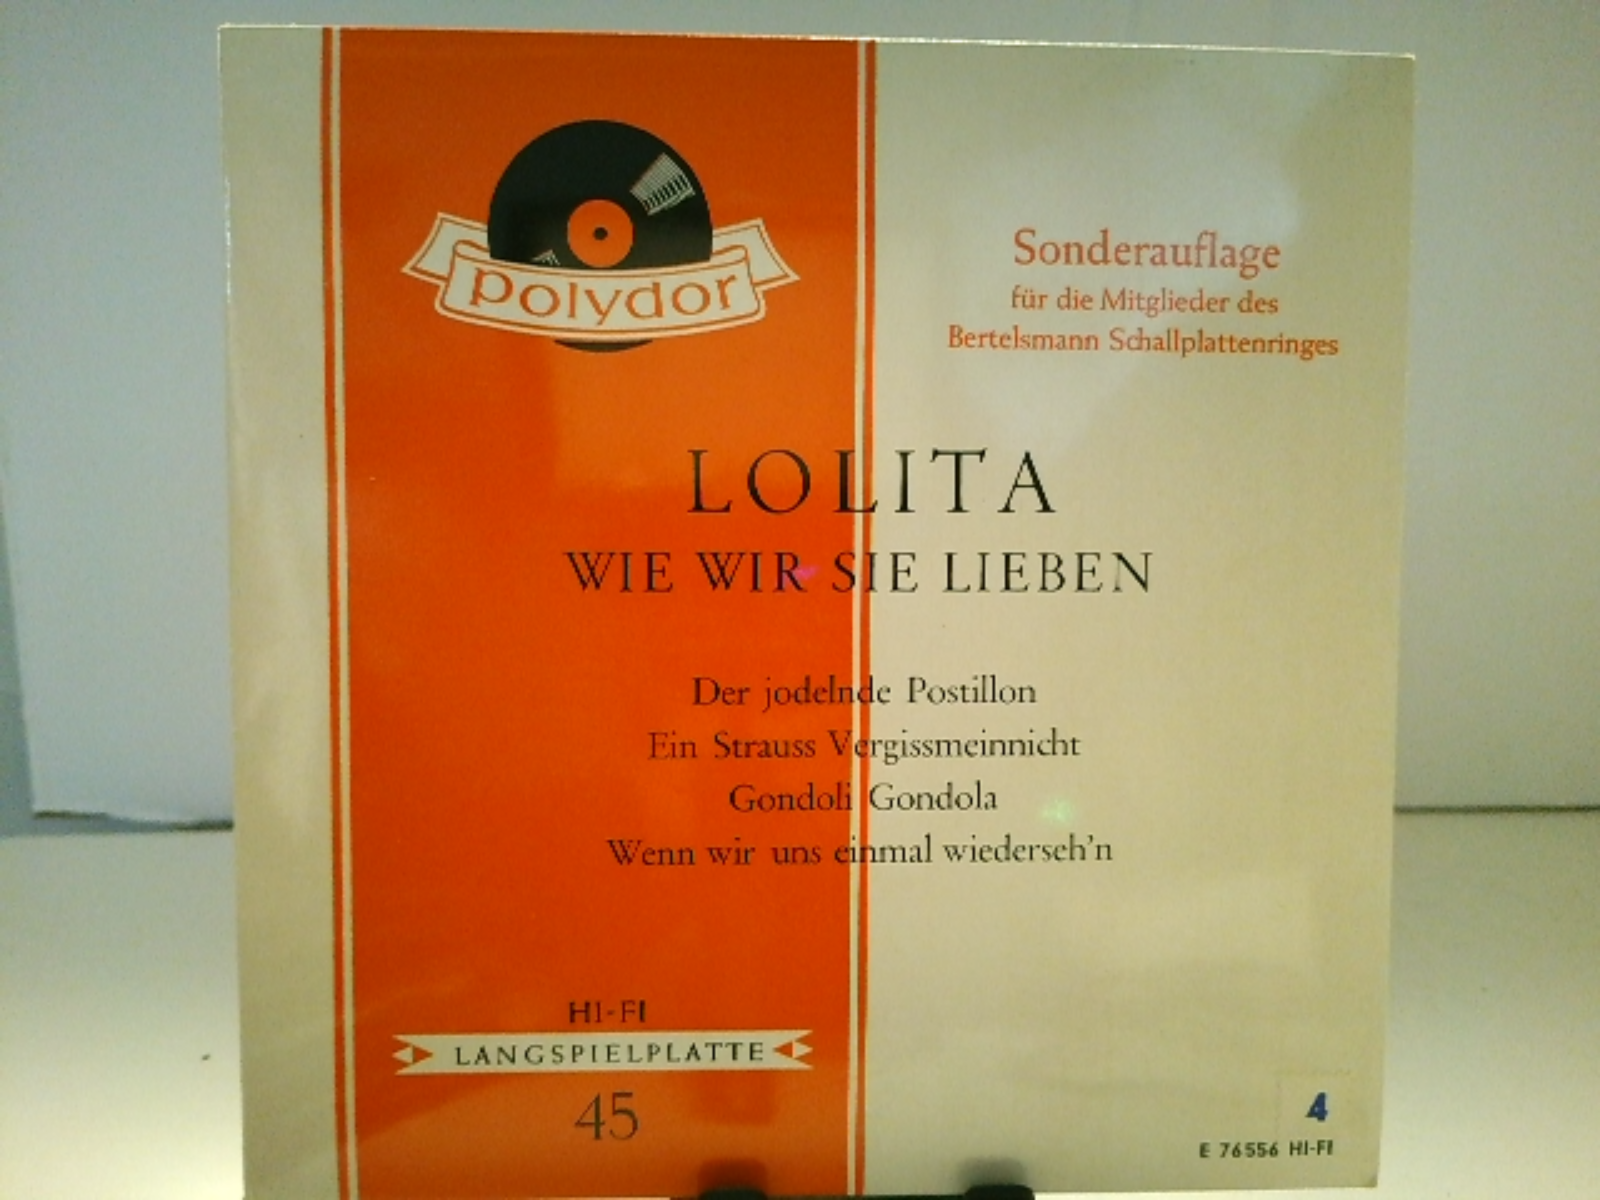 polydor
Sonderauflage
für die Mitglieder des
Bertelsmann Schallplattenringes
LOLITA
WIE WIR SIE LIEBEN
Der jodelnde Postillon
Ein Strauss Vergissmeinnicht
Gondoli Gondola
Wenn wir uns einmal wiederseh'n
HI-FI
LANGSPIELPLATTE
45
4
E 76556 HI-FI